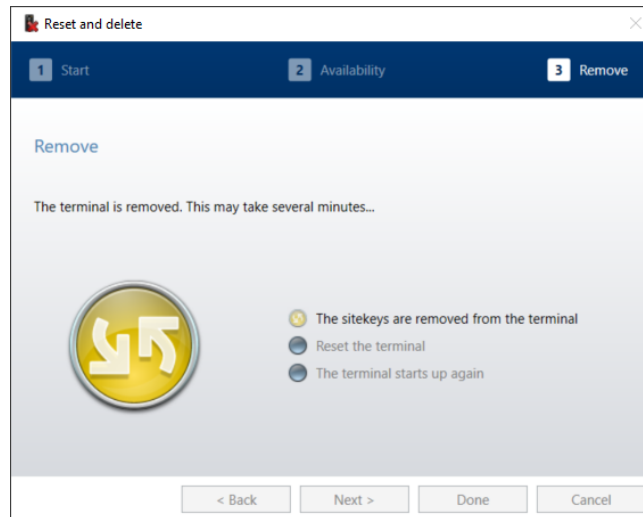 Reset and delete
1 Start
2 Availability
3 Remove
Remove
The terminal is removed. This may take several minutes...
The sitekeys are removed from the terminal
Reset the terminal
The terminal starts up again
< Back
Next >
Done
Cancel